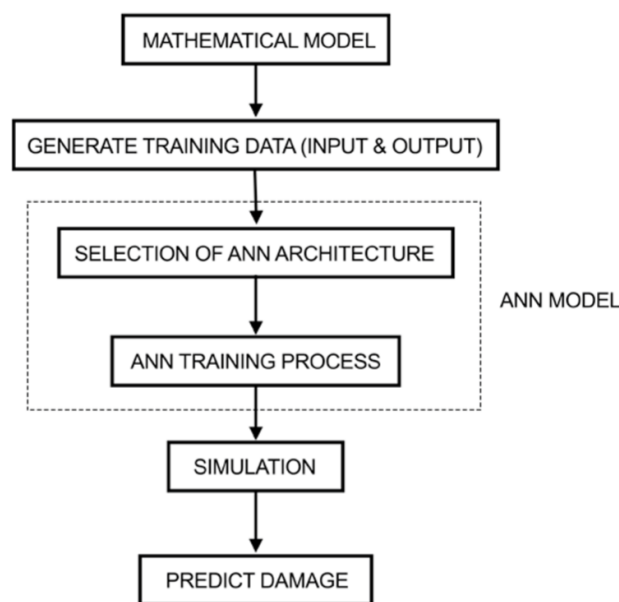 MATHEMATICAL MODEL
GENERATE TRAINING DATA (INPUT & OUTPUT)
SELECTION OF ANN ARCHITECTURE
ANN MODEL
ANN TRAINING PROCESS
SIMULATION
PREDICT DAMAGE